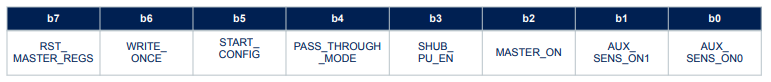 b7 b6 b5 b4 b3 b2 b1 b0
RST_ WRITE_ START_ PASS_THROUGH SHUB_ MASTER_ON AUX_ AUX_
MASTER_REGS ONCE CONFIG _MODE PU_EN SENS_ON1 SENS_ON0